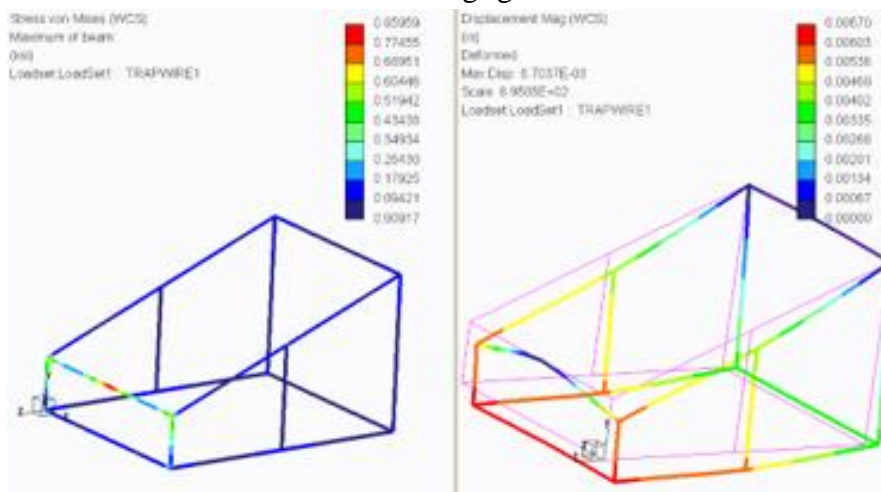 Stress von Mises (WCS)
Maximum of beam
(ksi)
Loadset:LoadSet1 : TRAPWIRE1
0.85959
0.77455
0.68951
0.60446
0.51942
0.43438
0.34934
0.26430
0.17925
0.09421
0.00917
Displacement Mag (WCS)
(in)
Deformed
Max Disp 6.7037E-03
Scale 6.9508E+02
Loadset:LoadSet1 : TRAPWIRE1
0.00670
0.00603
0.00536
0.00469
0.00402
0.00335
0.00268
0.00201
0.00134
0.00067
0.00000